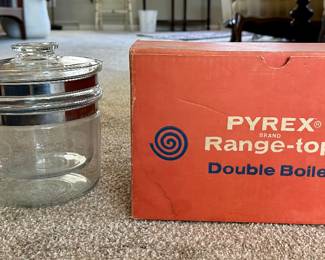 PYREX®
BRAND
Range-top
Double Boile